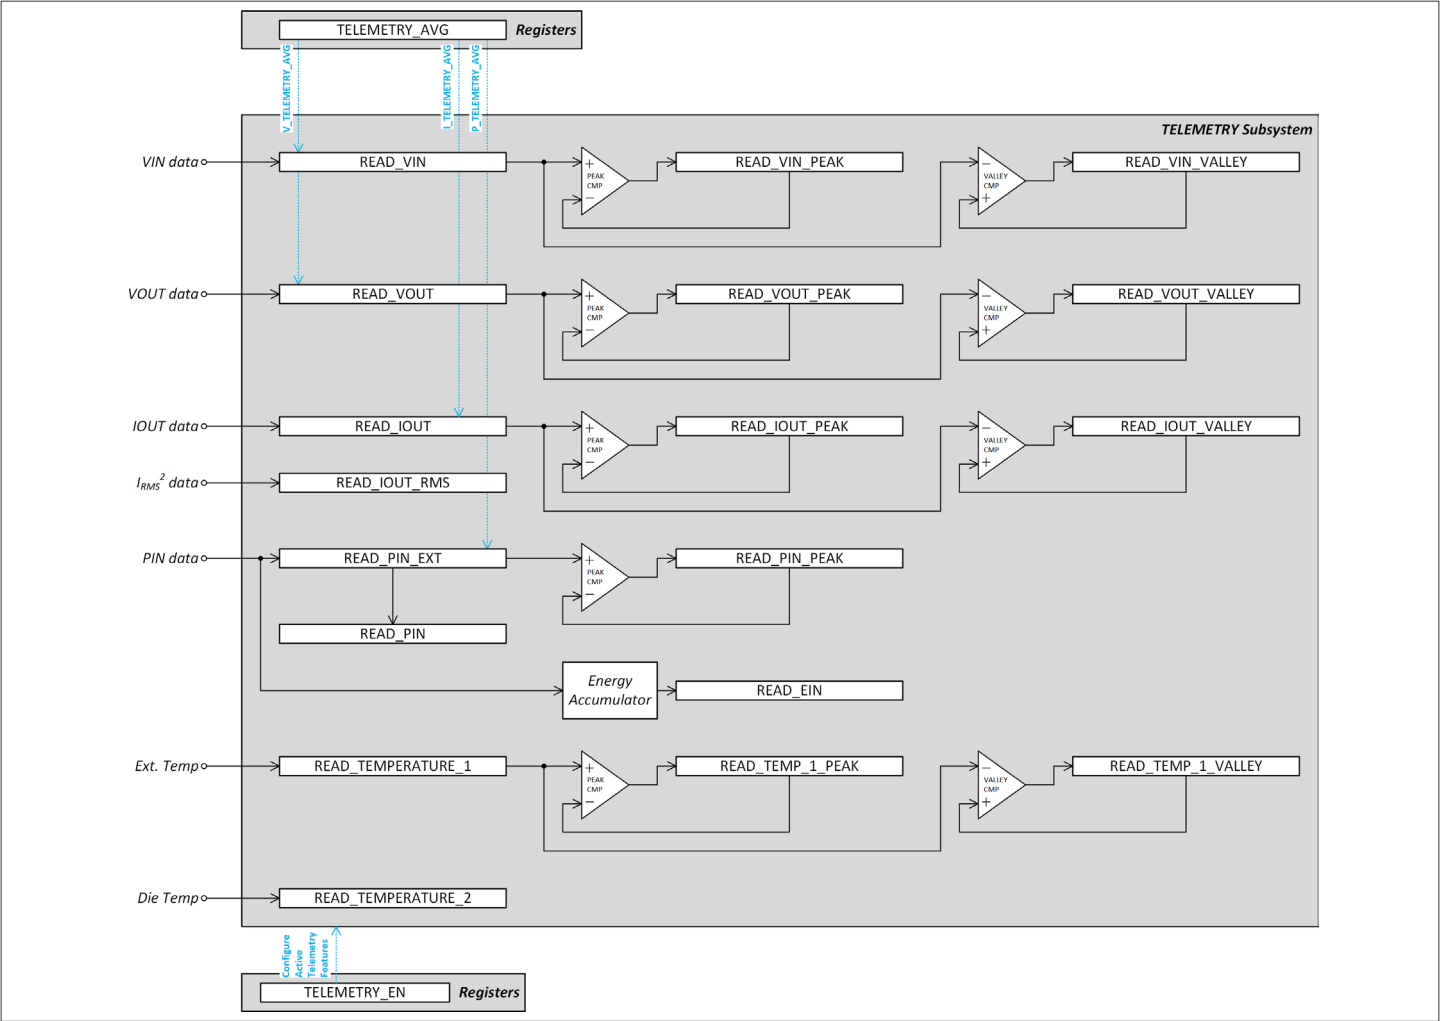 TELEMETRY_AVG
Registers
V_TELEMETRY_AVG
I_TELEMETRY_AVG
P_TELEMETRY_AVG
TELEMETRY Subsystem
VIN data
READ_VIN
+
PEAK
CMP
−
READ_VIN_PEAK
−
VALLEY
CMP
+
READ_VIN_VALLEY
VOUT data
READ_VOUT
+
PEAK
CMP
−
READ_VOUT_PEAK
−
VALLEY
CMP
+
READ_VOUT_VALLEY
IOUT data
READ_IOUT
+
PEAK
CMP
−
READ_IOUT_PEAK
−
VALLEY
CMP
+
READ_IOUT_VALLEY
I_RMS² data
READ_IOUT_RMS
PIN data
READ_PIN_EXT
+
PEAK
CMP
−
READ_PIN_PEAK
READ_PIN
Energy
Accumulator
READ_EIN
Ext. Temp
READ_TEMPERATURE_1
+
PEAK
CMP
−
READ_TEMP_1_PEAK
−
VALLEY
CMP
+
READ_TEMP_1_VALLEY
Die Temp
READ_TEMPERATURE_2
Configure
Active
Telemetry
Features
TELEMETRY_EN
Registers